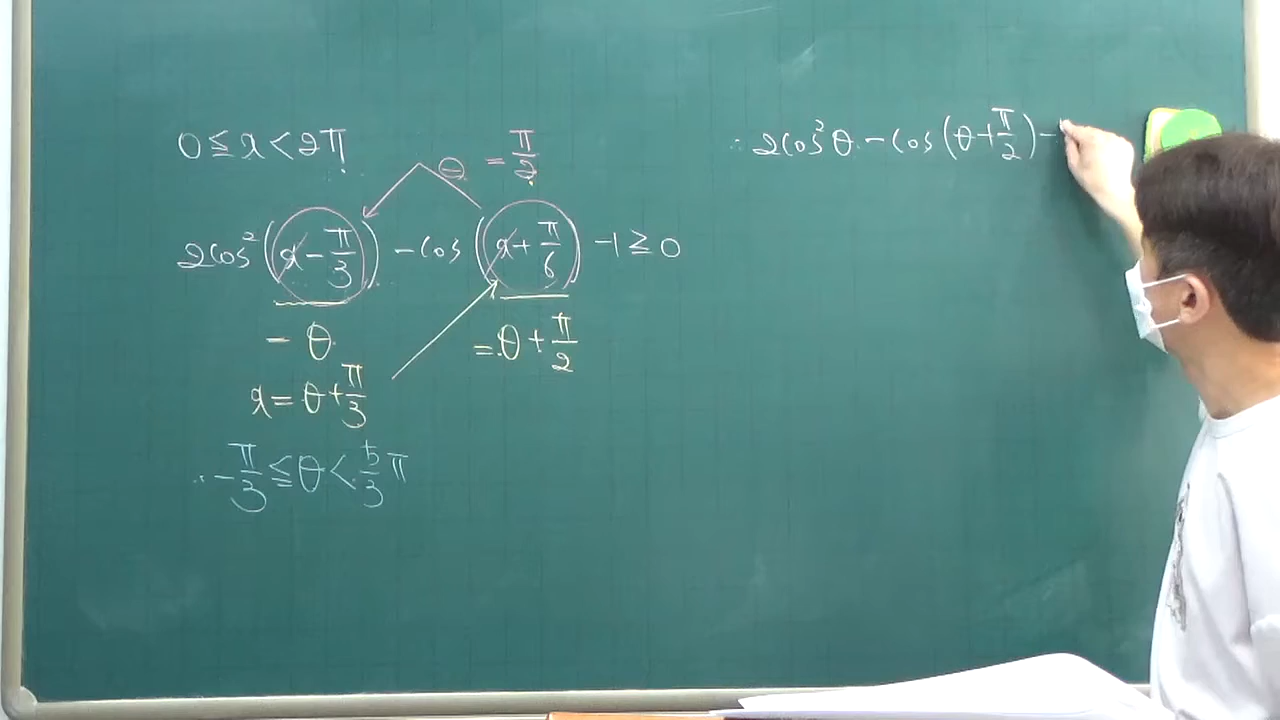 0 ≦ x < 2π
⊖ = π/2
2cos²(x - π/3) - cos(x + π/6) - 1 ≧ 0
= θ
= θ + π/2
x = θ + π/3
∴ -π/3 ≦ θ < 5/3 π
∴ 2cos²θ - cos(θ + π/2) -